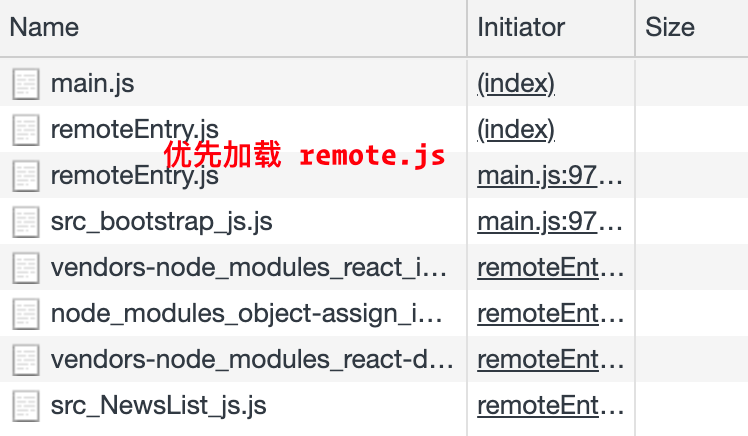 Name Initiator Size
main.js (index)
remoteEntry.js (index)
优先加载 remote.js
remoteEntry.js main.js:97…
src_bootstrap_js.js main.js:97…
vendors-node_modules_react_i… remoteEnt…
node_modules_object-assign_i… remoteEnt…
vendors-node_modules_react-d… remoteEnt…
src_NewsList_js.js remoteEnt…